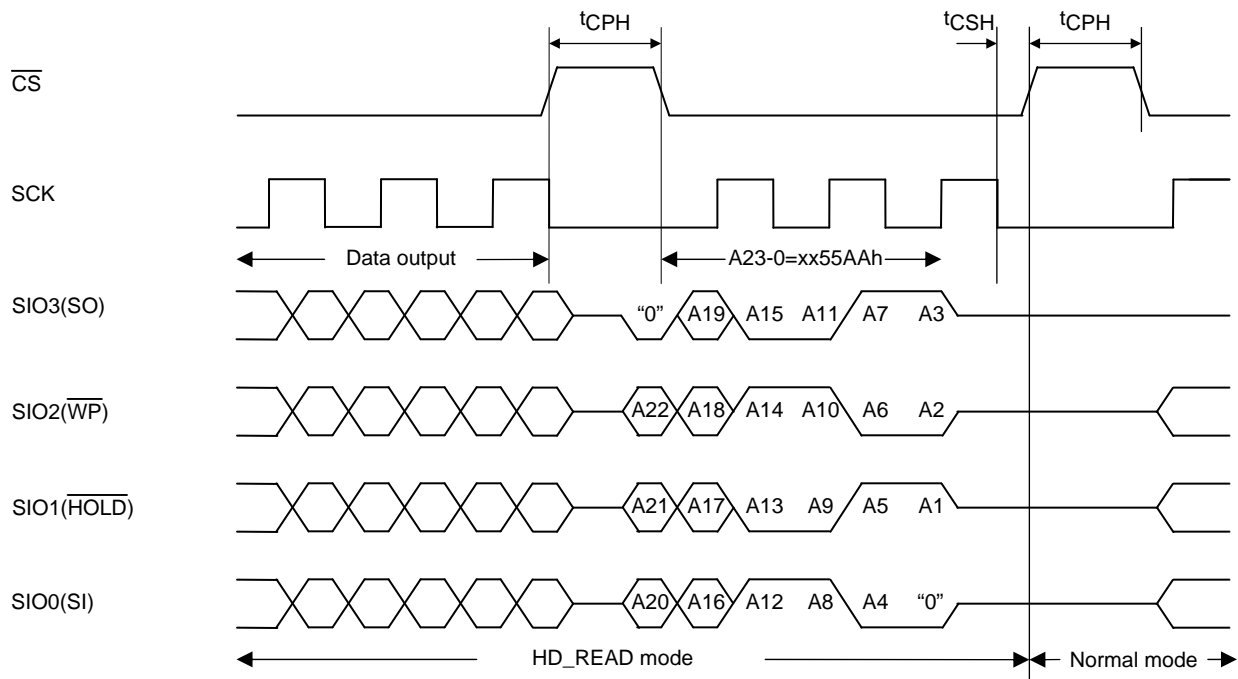 tCPH tCSH tCPH
CS
SCK
Data output A23-0=xx55AAh
SIO3(SO) “0” A19 A15 A11 A7 A3
SIO2(WP) A22 A18 A14 A10 A6 A2
SIO1(HOLD) A21 A17 A13 A9 A5 A1
SIO0(SI) A20 A16 A12 A8 A4 “0”
HD_READ mode Normal mode